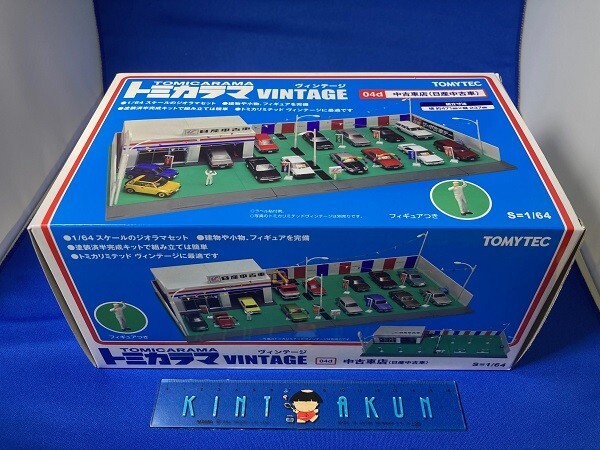 TOMICARAMA
トミカラマ VINTAGE
ヴィンテージ
04d 中古車店(日産中古車)
TOMYTEC
●1/64スケールのジオラマセット ●建物や小物、フィギュアを完備
●塗装済半完成キットで組み立ては簡単 ●トミカリミテッド ヴィンテージに最適です
日産中古車
フィギュアつき
S=1/64
●1/64スケールのジオラマセット ●建物や小物、フィギュアを完備
●塗装済半完成キットで組み立ては簡単
●トミカリミテッド ヴィンテージに最適です
TOMYTEC
日産中古車
フィギュアつき
TOMICARAMA
トミカラマ VINTAGE
ヴィンテージ
04d 中古車店(日産中古車)
S=1/64
KINT AKUN